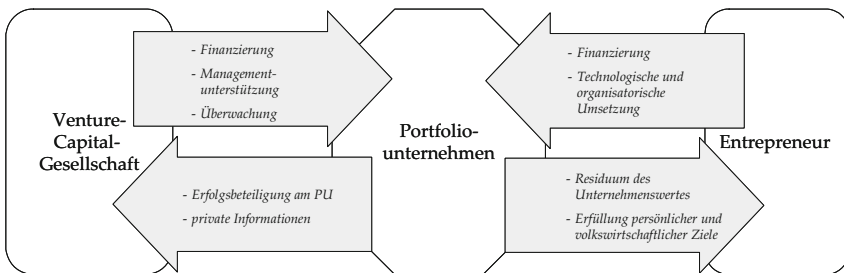 Venture-
Capital-
Gesellschaft
- Finanzierung
- Management-
unterstützung
- Überwachung
- Erfolgsbeteiligung am PU
- private Informationen
Portfolio-
unternehmen
- Finanzierung
- Technologische und
organisatorische
Umsetzung
- Residuum des
Unternehmenswertes
- Erfüllung persönlicher und
volkswirtschaftlicher Ziele
Entrepreneur